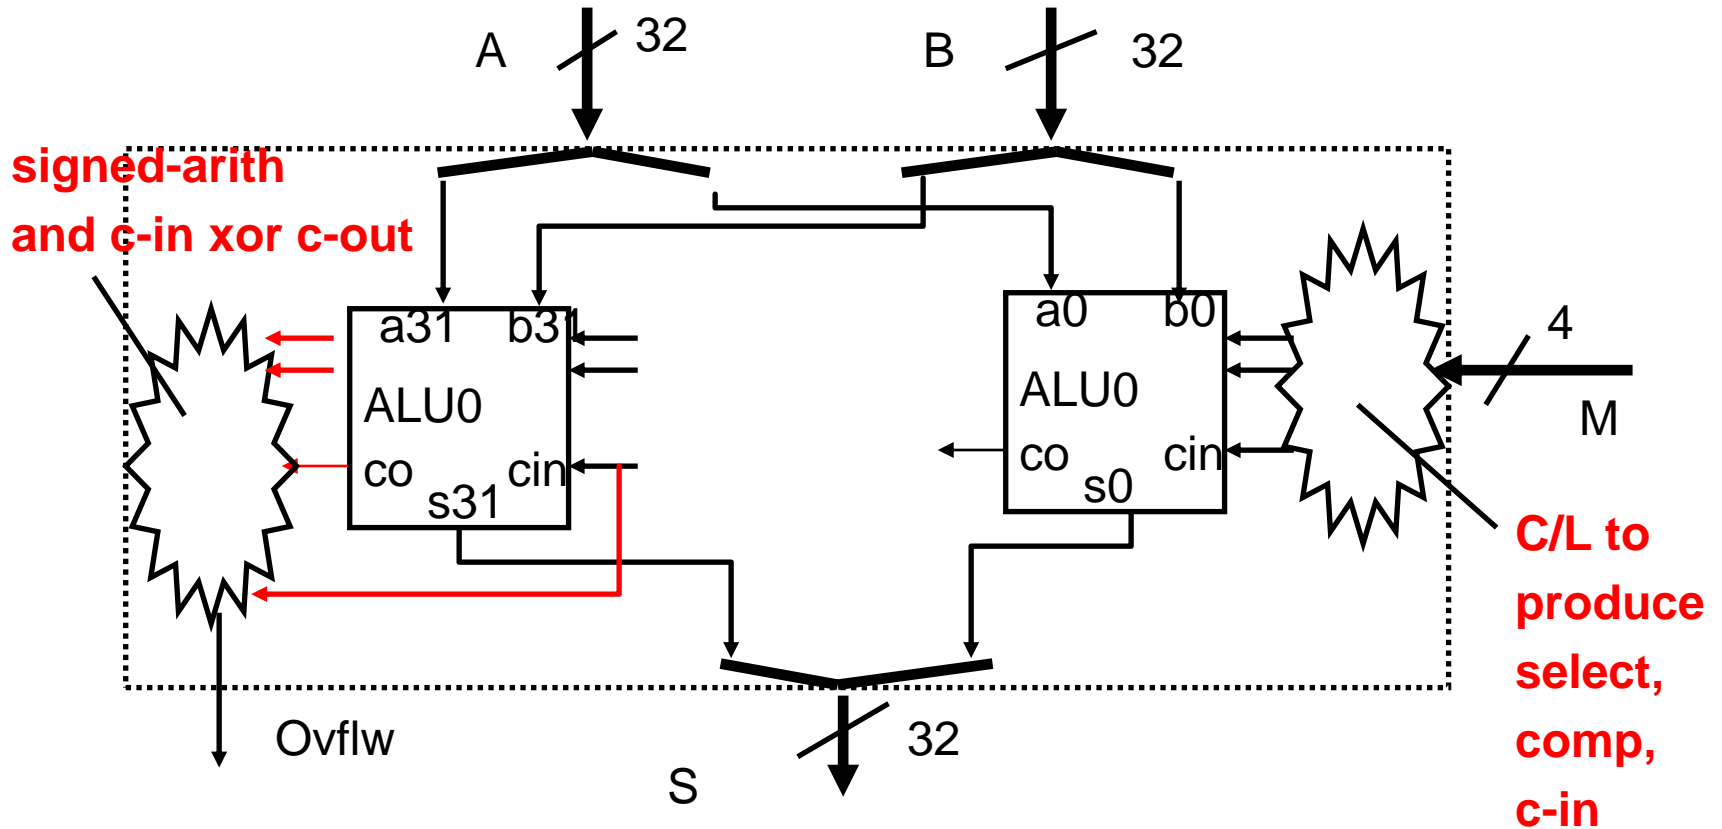 A
32
B
32
signed-arith
and c-in xor c-out
a31
b31
ALU0
co
cin
s31
a0
b0
ALU0
co
cin
s0
4
M
C/L to
produce
select,
comp,
c-in
Ovflw
32
S